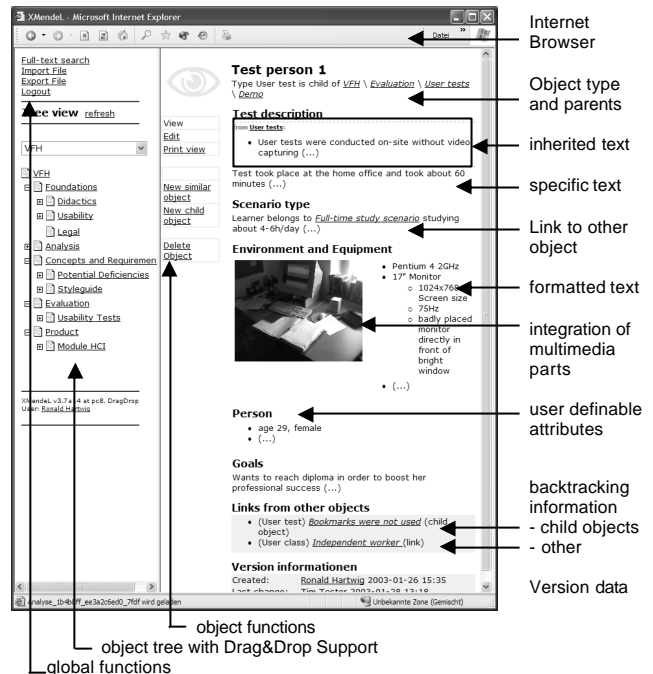 XMendeL - Microsoft Internet Explorer
Datei
Full-text search
Import File
Export File
Logout
Tree view refresh
VFH
VFH
Foundations
Didactics
Usability
Legal
Analysis
Concepts and Requiremen
Potential Deficiencies
Styleguide
Evaluation
Usability Tests
Product
Module HCI
4 at pc8, DragDrop
User: Ronald Hartwig
View
Edit
Print view
New similar
object
New child
object
Delete
Object
Test person 1
Type User test is child of VFH \ Evaluation \ User tests
\ Demo
Test description
from User tests:
• User tests were conducted on-site without video
capturing (...)
Test took place at the home office and took about 60
minutes (...)
Scenario type
Learner belongs to Full-time study scenario studying
about 4-6h/day (...)
Environment and Equipment
• Pentium 4 2GHz
• 17" Monitor
1024x768
Screen size
75Hz
badly placed
monitor
directly in
front of
bright
window
• (...)
Person
• age 29, female
• (...)
Goals
Wants to reach diploma in order to boost her
professional success (...)
Links from other objects
• (User test) Bookmarks were not used (child
object)
• (User class) Independent worker (link)
Version informationen
Created: Ronald Hartwig 2003-01-26 15:35
Last change: Tim Tester 2003-01-28 13:18
wird geladen
Unbekannte Zone (Gemischt)
Internet
Browser
Object type
and parents
inherited text
specific text
Link to other
object
formatted text
integration of
multimedia
parts
user definable
attributes
backtracking
information
- child objects
- other
Version data
object functions
object tree with Drag&Drop Support
global functions